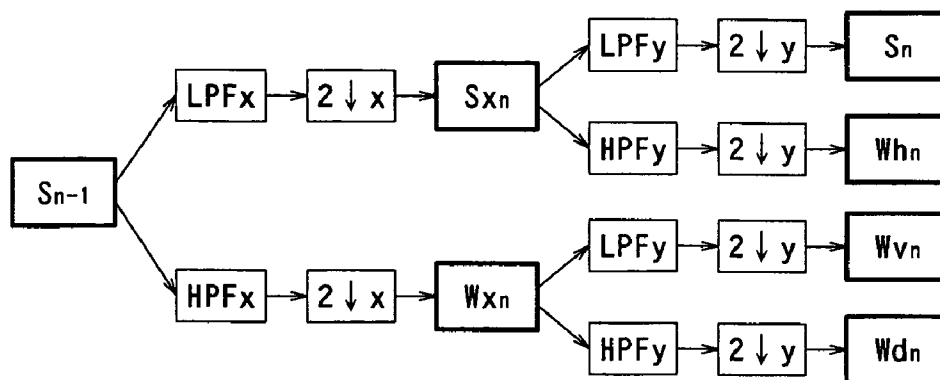 LPFy 2↓y Sn
LPFx 2↓x Sxn
HPFy 2↓y Whn
Sn-1
LPFy 2↓y Wvn
HPFx 2↓x Wxn
HPFy 2↓y Wdn